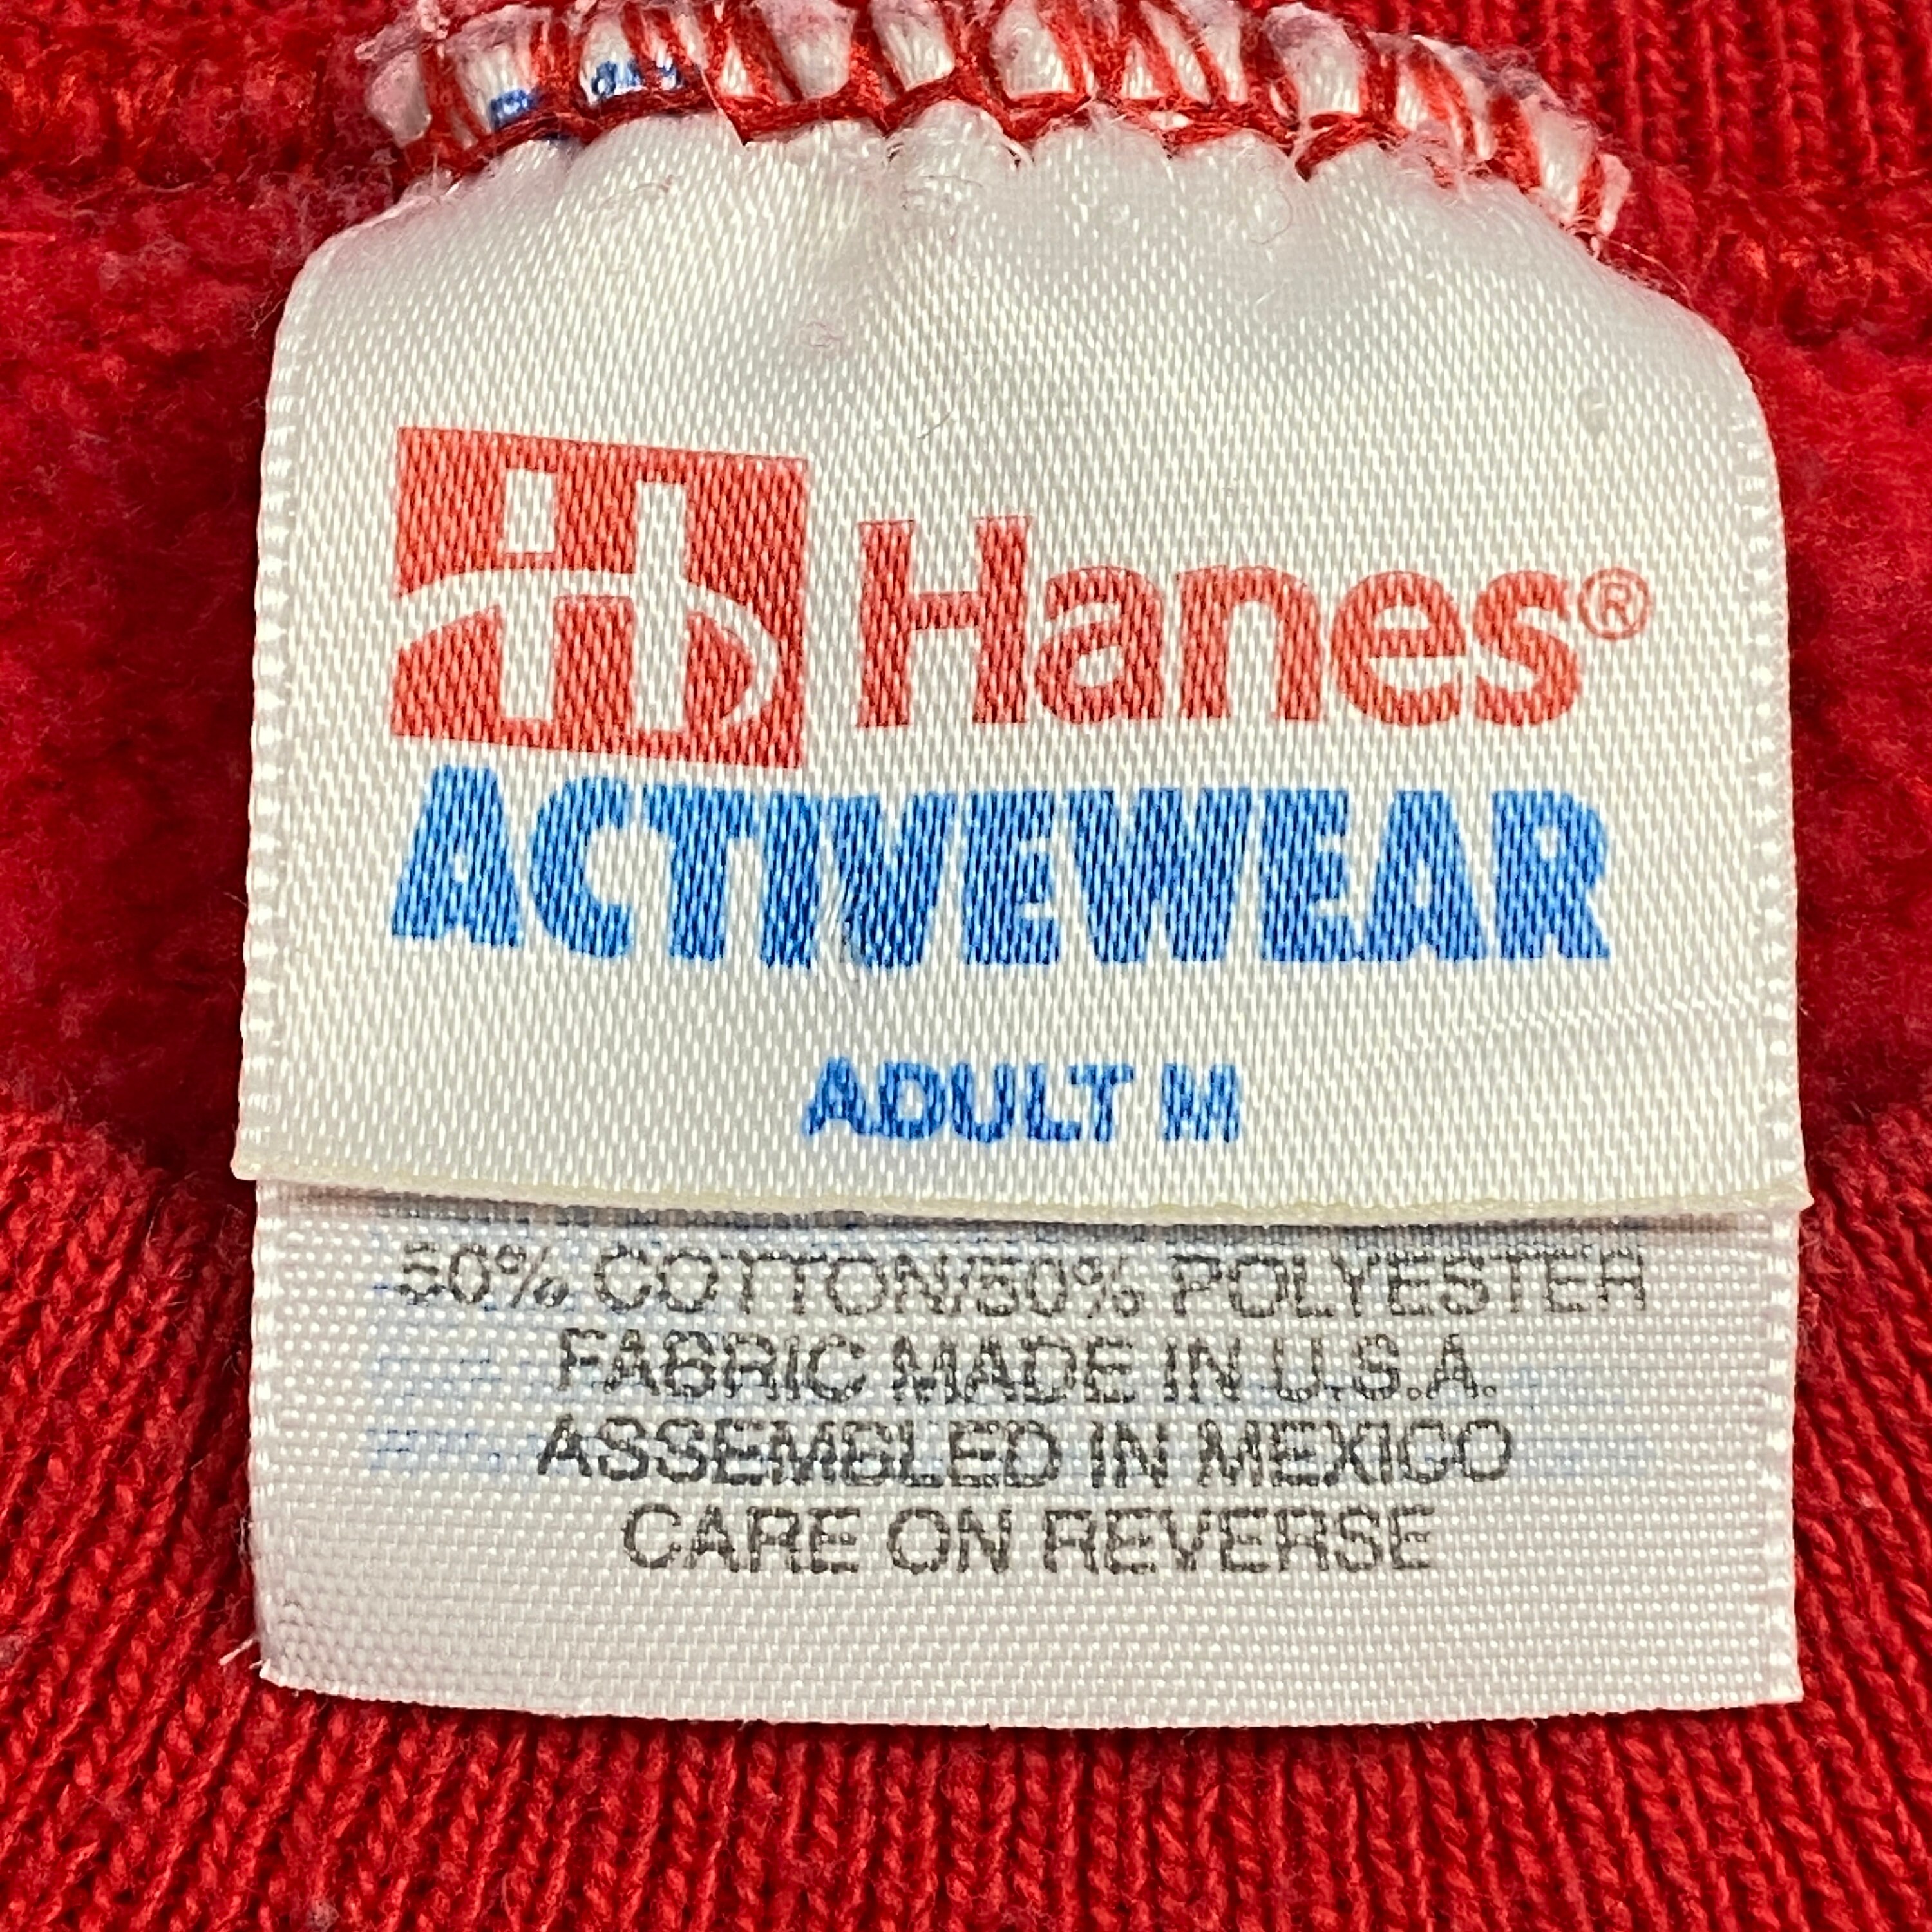 H Hanes®
ACTIVEWEAR
ADULT M
50% COTTON/50% POLYESTER
FABRIC MADE IN U.S.A.
ASSEMBLED IN MEXICO
CARE ON REVERSE